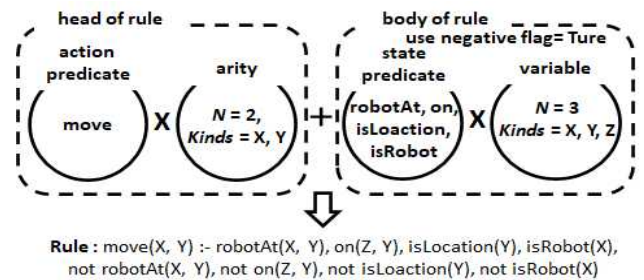 head of rule
body of rule
use negative flag= Ture
action
predicate
arity
state
predicate
variable
move
X
N = 2,
Kinds = X, Y
+
robotAt, on,
isLoaction,
isRobot
X
N = 3
Kinds = X, Y, Z
Rule : move(X, Y) :- robotAt(X, Y), on(Z, Y), isLocation(Y), isRobot(X),
not robotAt(X, Y), not on(Z, Y), not isLoaction(Y), not isRobot(X)